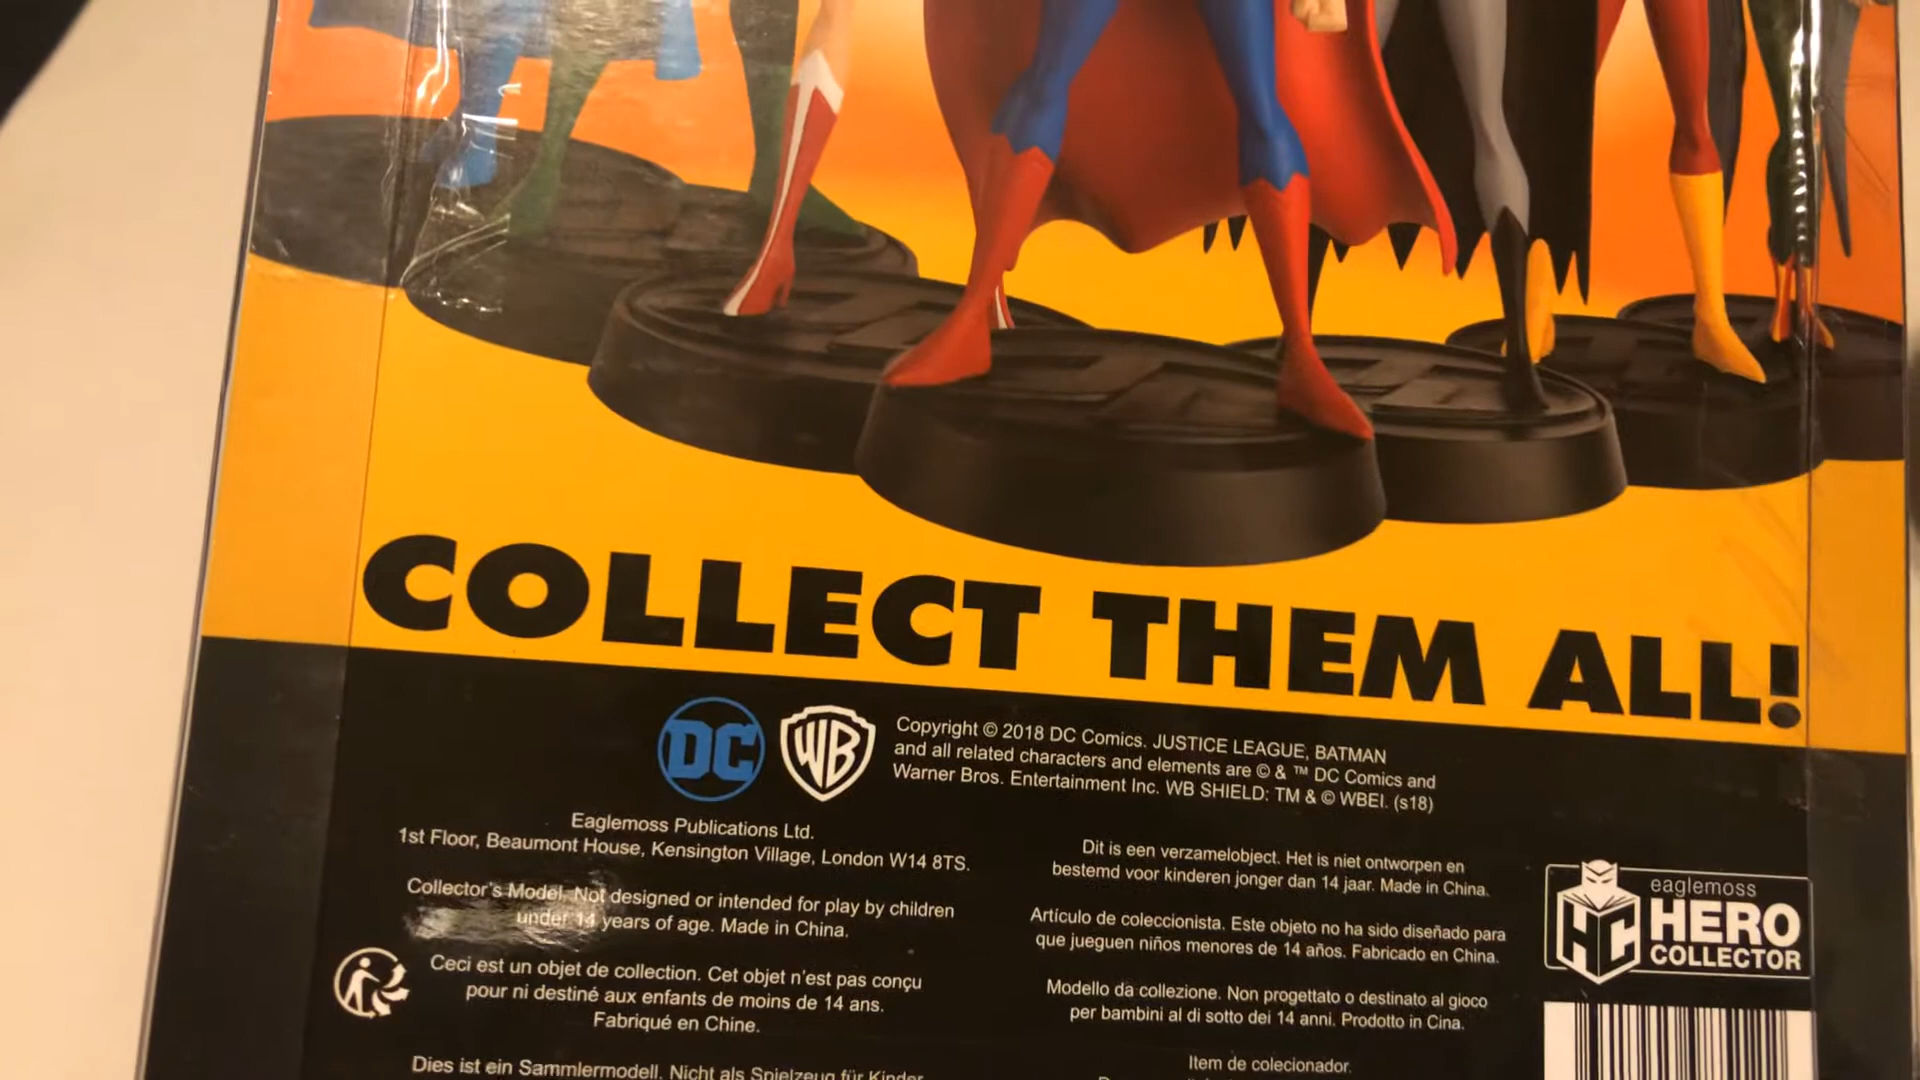 COLLECT THEM ALL!
DC
WB
Copyright © 2018 DC Comics. JUSTICE LEAGUE, BATMAN
and all related characters and elements are © & ™ DC Comics and
Warner Bros. Entertainment Inc. WB SHIELD: TM & © WBEI. (s18)
Eaglemoss Publications Ltd.
1st Floor, Beaumont House, Kensington Village, London W14 8TS.
Collector's Model. Not designed or intended for play by children
under 14 years of age. Made in China.
Ceci est un objet de collection. Cet objet n'est pas conçu
pour ni destiné aux enfants de moins de 14 ans.
Fabriqué en Chine.
Dies ist ein Sammlermodell. Nicht als Spielzeug für Kinder
Dit is een verzamelobject. Het is niet ontworpen en
bestemd voor kinderen jonger dan 14 jaar. Made in China.
Artículo de coleccionista. Este objeto no ha sido diseñado para
que jueguen niños menores de 14 años. Fabricado en China.
Modello da collezione. Non progettato o destinato al gioco
per bambini al di sotto dei 14 anni. Prodotto in Cina.
Item de colecionador.
HC
eaglemoss
HERO
COLLECTOR